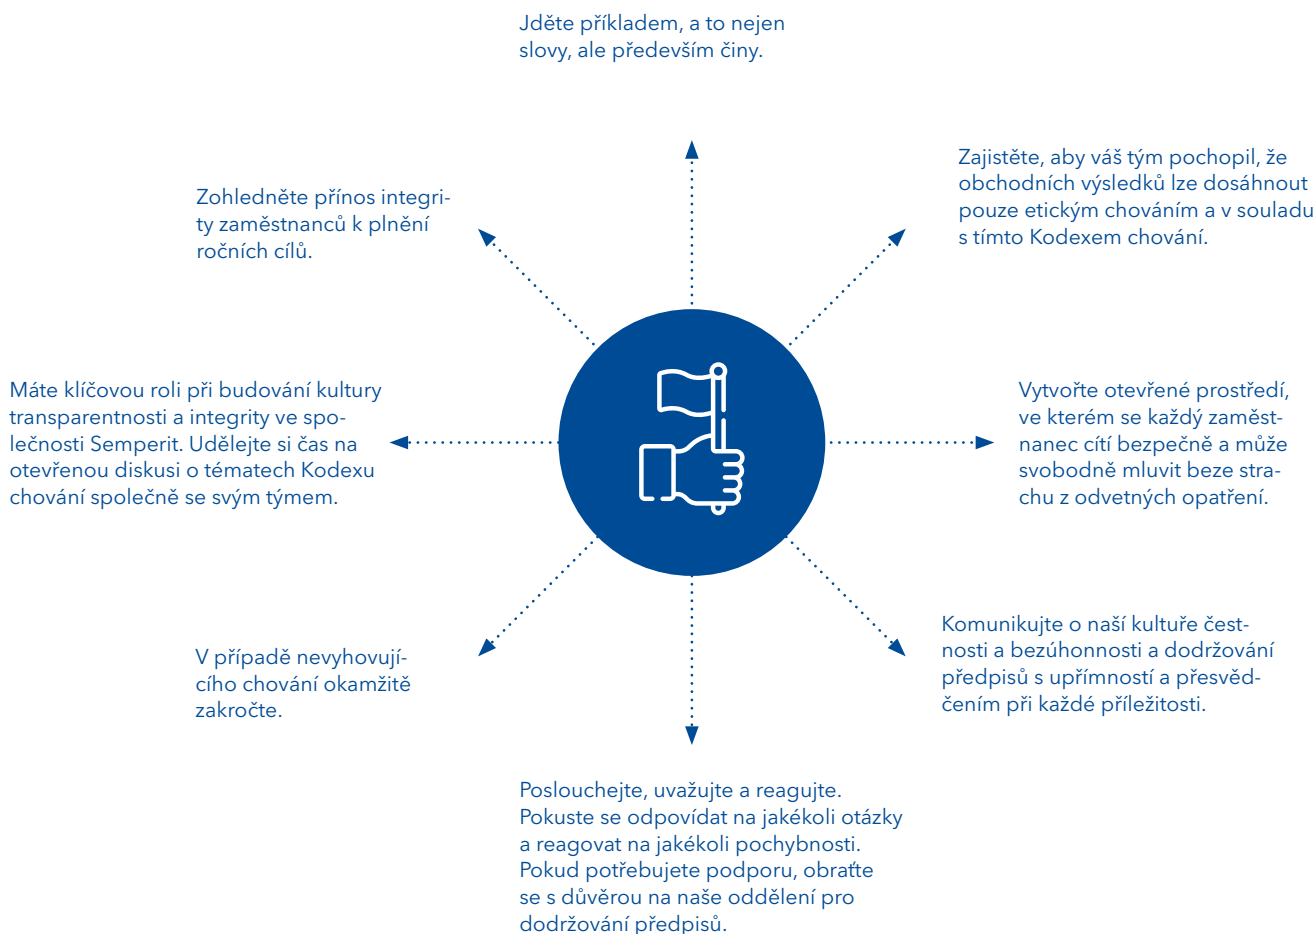 Jděte příkladem, a to nejen
slovy, ale především činy.
Zajistěte, aby váš tým pochopil, že
obchodních výsledků lze dosáhnout
pouze etickým chováním a v souladu
s tímto Kodexem chování.
Vytvořte otevřené prostředí,
ve kterém se každý zaměst-
nanec cítí bezpečně a může
svobodně mluvit beze stra-
chu z odvetných opatření.
Komunikujte o naší kultuře čest-
nosti a bezúhonnosti a dodržování
předpisů s upřímností a přesvěd-
čením při každé příležitosti.
Poslouchejte, uvažujte a reagujte.
Pokuste se odpovídat na jakékoli otázky
a reagovat na jakékoli pochybnosti.
Pokud potřebujete podporu, obraťte
se s důvěrou na naše oddělení pro
dodržování předpisů.
V případě nevyhovují-
cího chování okamžitě
zakročte.
Máte klíčovou roli při budování kultury
transparentnosti a integrity ve spo-
lečnosti Semperit. Udělejte si čas na
otevřenou diskusi o tématech Kodexu
chování společně se svým týmem.
Zohledněte přínos integri-
ty zaměstnanců k plnění
ročních cílů.